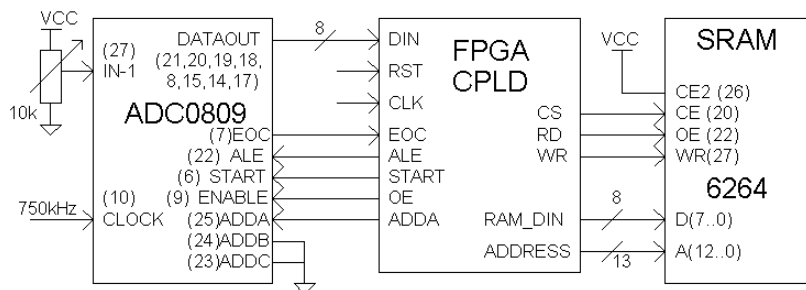 VCC
10k
750kHz
(27)
IN-1
DATAOUT
(21,20,19,18,
8,15,14,17)
ADC0809
(7)EOC
(22) ALE
(6) START
(10)
CLOCK
(9) ENABLE
(25)ADDA
(24)ADDB
(23)ADDC
8
DIN
RST
CLK
EOC
ALE
START
OE
ADDA
FPGA
CPLD
CS
RD
WR
RAM_DIN
ADDRESS
VCC
8
13
SRAM
CE2 (26)
CE (20)
OE (22)
WR(27)
6264
D(7..0)
A(12..0)